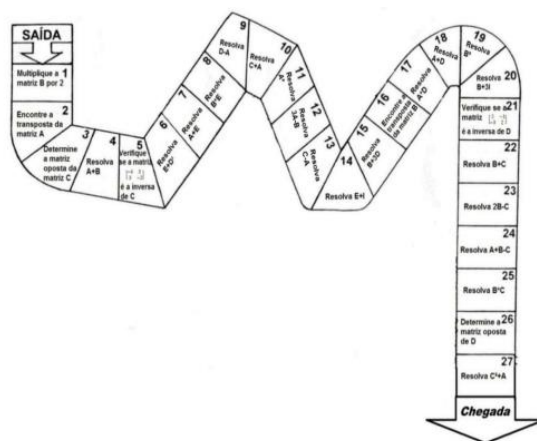 SAÍDA
Multiplique a 1
matriz B por 2
2
Encontre a
transposta da
matriz A
3
Determine
a matriz
oposta da
matriz C
4
Resolva
A+B
5
Verifique
se a matriz
é a inversa
de C
6
Resolva
7
Resolva
A+E
8
Resolva
B*E
9
Resolva
D-A
10
Resolva
C+A
11
Resolva
12
Resolva
3A-B
13
Resolva
C-A
14
Resolva E+I
15
Resolva
B+3D
16
Encontre a
transposta
da matriz B
17
Resolva
A*D
18
Resolva
A+D
19
Resolva
20
Resolva
B+3I
21
Verifique se a
matriz
é a inversa de D
22
Resolva B+C
23
Resolva 2B-C
24
Resolva A+B-C
25
Resolva B*C
Determine a 26
matriz oposta
de D
27
Resolva C²+A
Chegada